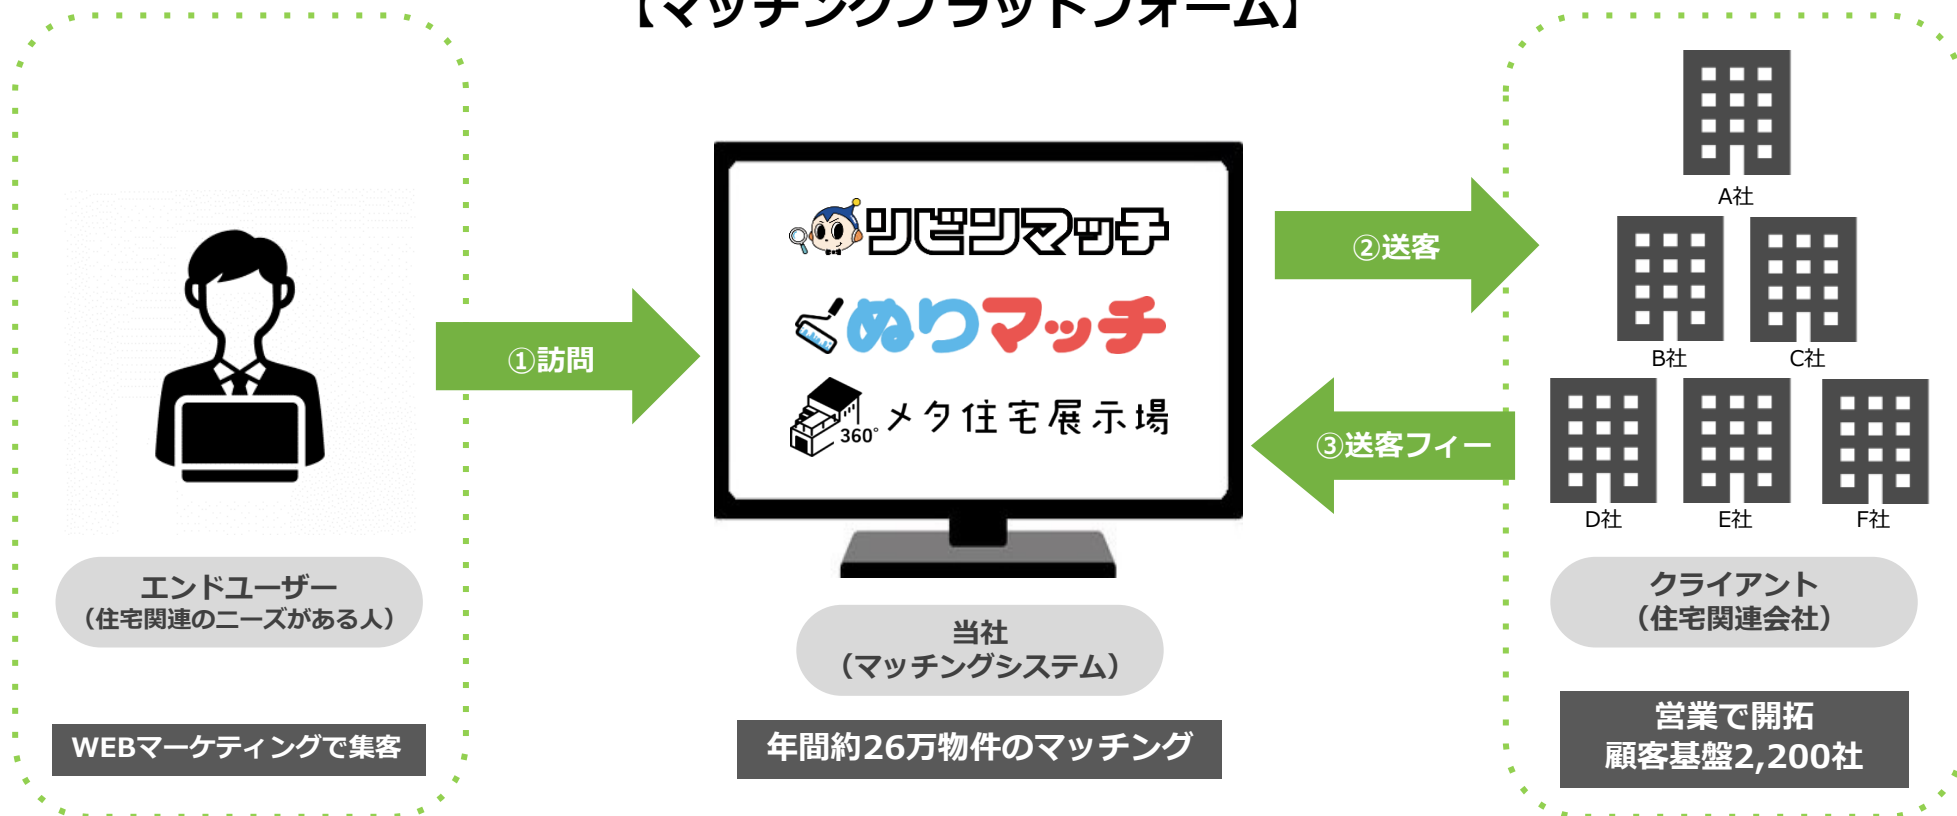 【マッチングプラットフォーム】
リビンマッチ
ぬりマッチ
360°
メタ住宅展示場
①訪問
②送客
③送客フィー
A社
B社
C社
D社
E社
F社
エンドユーザー
（住宅関連のニーズがある人）
当社
（マッチングシステム）
クライアント
（住宅関連会社）
WEBマーケティングで集客
年間約26万物件のマッチング
営業で開拓
顧客基盤2,200社